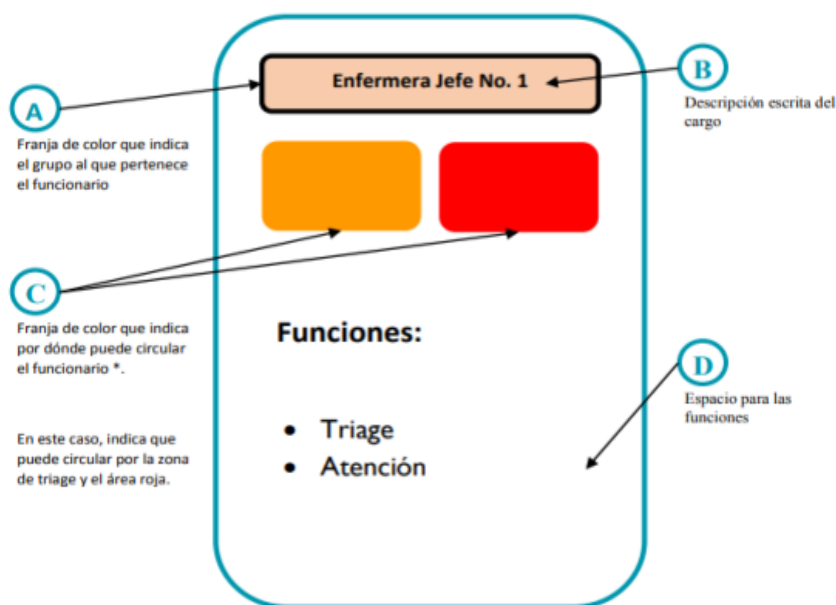 Enfermera Jefe No. 1
A
Franja de color que indica
el grupo al que pertenece
el funcionario
B
Descripción escrita del
cargo
C
Franja de color que indica
por dónde puede circular
el funcionario *.
En este caso, indica que
puede circular por la zona
de triage y el área roja.
Funciones:
• Triage
• Atención
D
Espacio para las
funciones